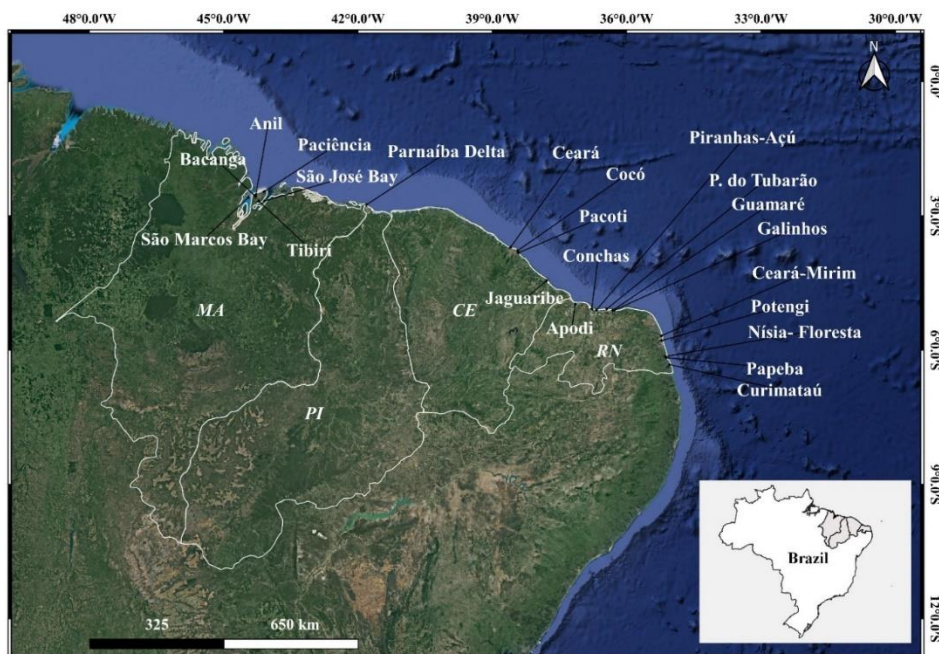 48°0.0'W 45°0.0'W 42°0.0'W 39°0.0'W 36°0.0'W 33°0.0'W 30°0.0'W
N
0°0.0'
Anil
Piranhas-Açú
Paciência
Ceará
Bacanga
Parnaíba Delta
São José Bay
Cocó
P. do Tubarão
Guamaré
Pacoti
Galinhos
3°0.0'S
São Marcos Bay
Tibiri
Conchas
Ceará-Mirim
Jaguaribe
Potengi
MA
CE
Apodi
Nísia- Floresta
RN
6°0.0'S
Papeba
Curimataú
PI
9°0.0'S
Brazil
12°0.0'S
325 650 km